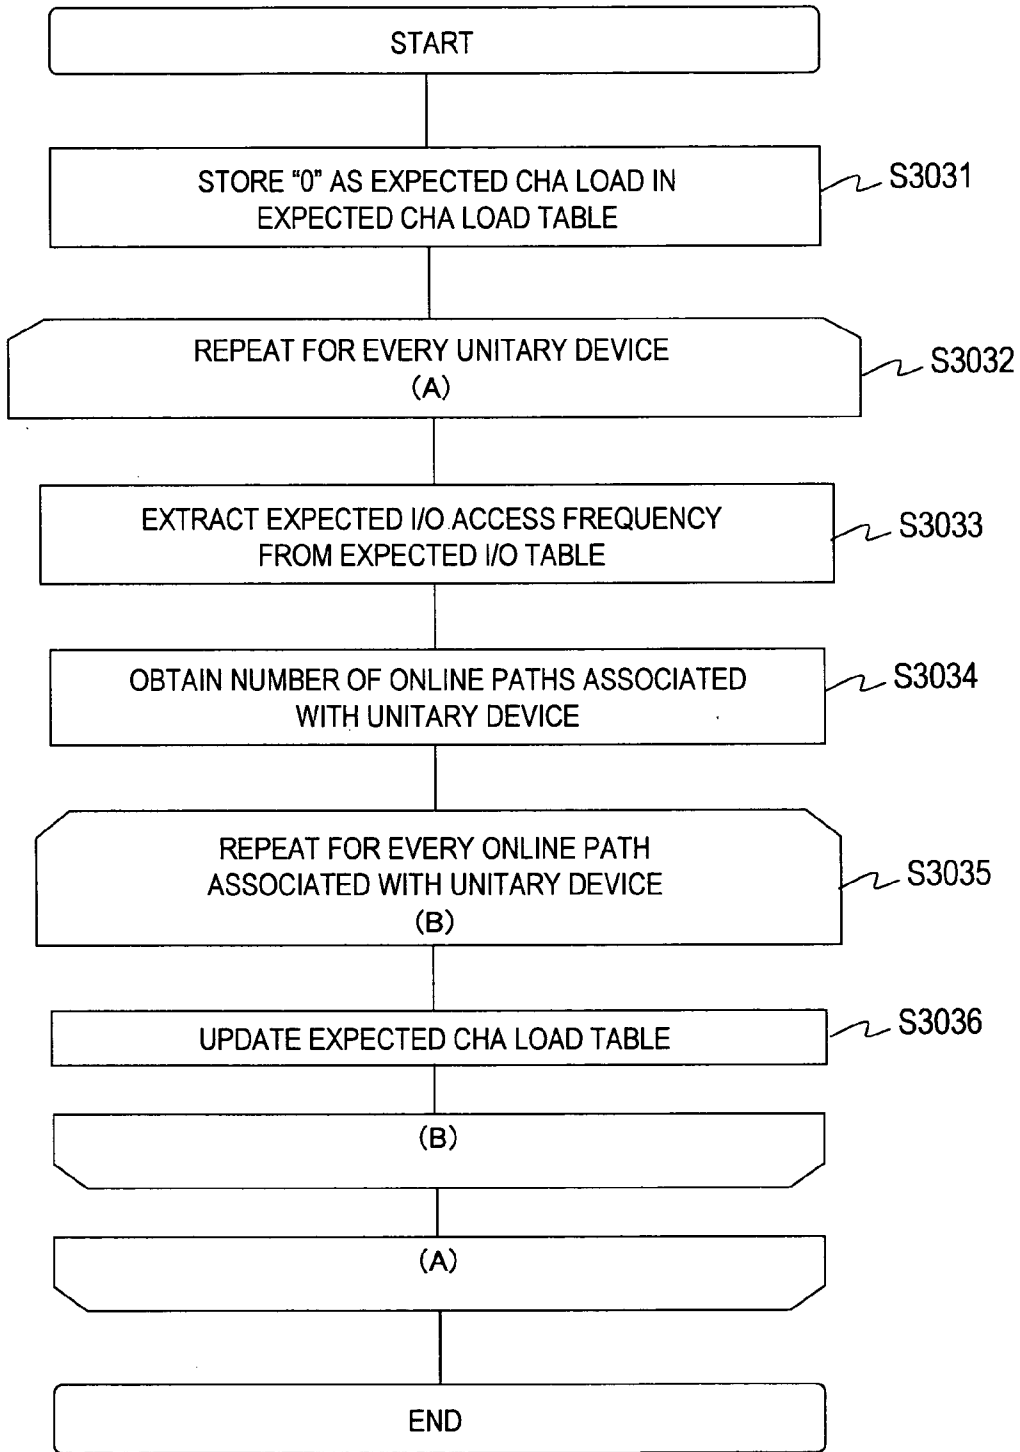 START
STORE "0" AS EXPECTED CHA LOAD IN
EXPECTED CHA LOAD TABLE
S3031
REPEAT FOR EVERY UNITARY DEVICE
(A)
S3032
EXTRACT EXPECTED I/O ACCESS FREQUENCY
FROM EXPECTED I/O TABLE
S3033
OBTAIN NUMBER OF ONLINE PATHS ASSOCIATED
WITH UNITARY DEVICE
S3034
REPEAT FOR EVERY ONLINE PATH
ASSOCIATED WITH UNITARY DEVICE
(B)
S3035
UPDATE EXPECTED CHA LOAD TABLE
S3036
(B)
(A)
END